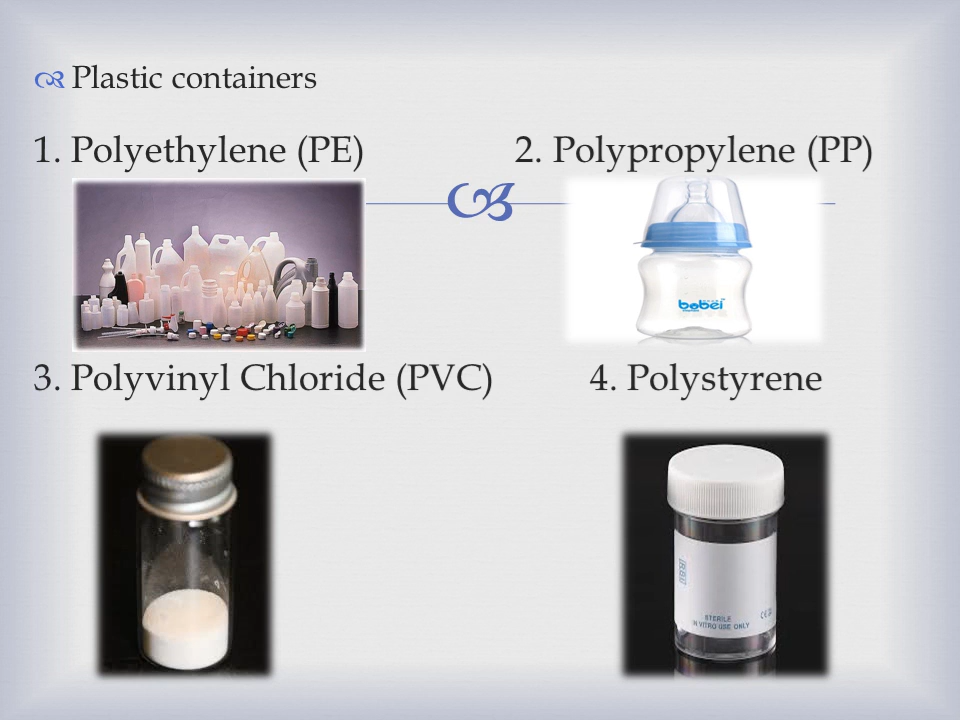 Plastic containers
1. Polyethylene (PE) 2. Polypropylene (PP)
bobei
3. Polyvinyl Chloride (PVC) 4. Polystyrene
STERILE
IN VITRO USE ONLY
CE